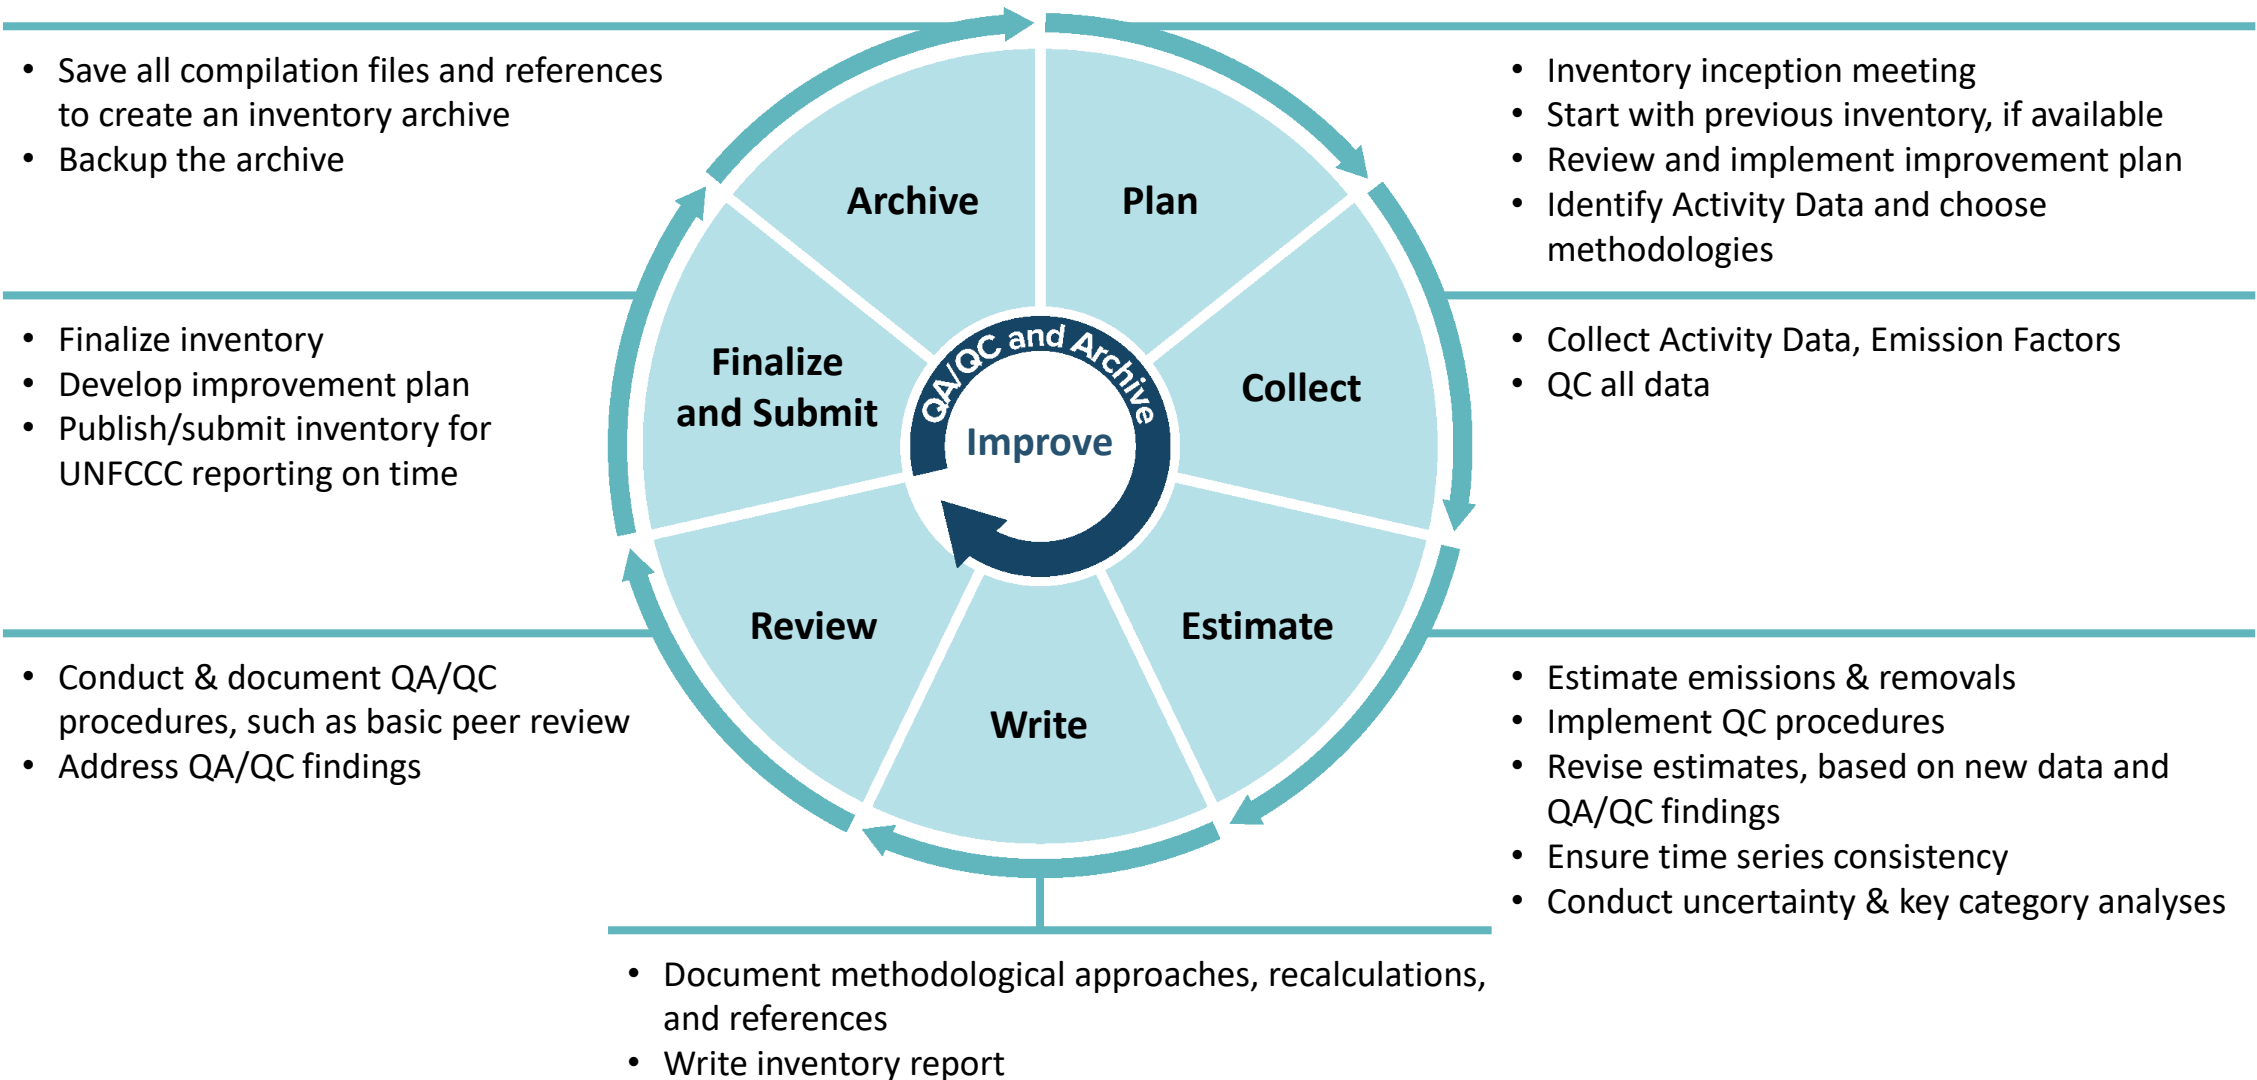 • Save all compilation files and references
to create an inventory archive
• Backup the archive
• Inventory inception meeting
• Start with previous inventory, if available
• Review and implement improvement plan
• Identify Activity Data and choose
methodologies
Archive
Plan
• Finalize inventory
• Develop improvement plan
• Publish/submit inventory for
UNFCCC reporting on time
Finalize
and Submit
QA/QC and Archive
Improve
Collect
• Collect Activity Data, Emission Factors
• QC all data
Review
Write
Estimate
• Conduct & document QA/QC
procedures, such as basic peer review
• Address QA/QC findings
• Estimate emissions & removals
• Implement QC procedures
• Revise estimates, based on new data and
QA/QC findings
• Ensure time series consistency
• Conduct uncertainty & key category analyses
• Document methodological approaches, recalculations,
and references
• Write inventory report